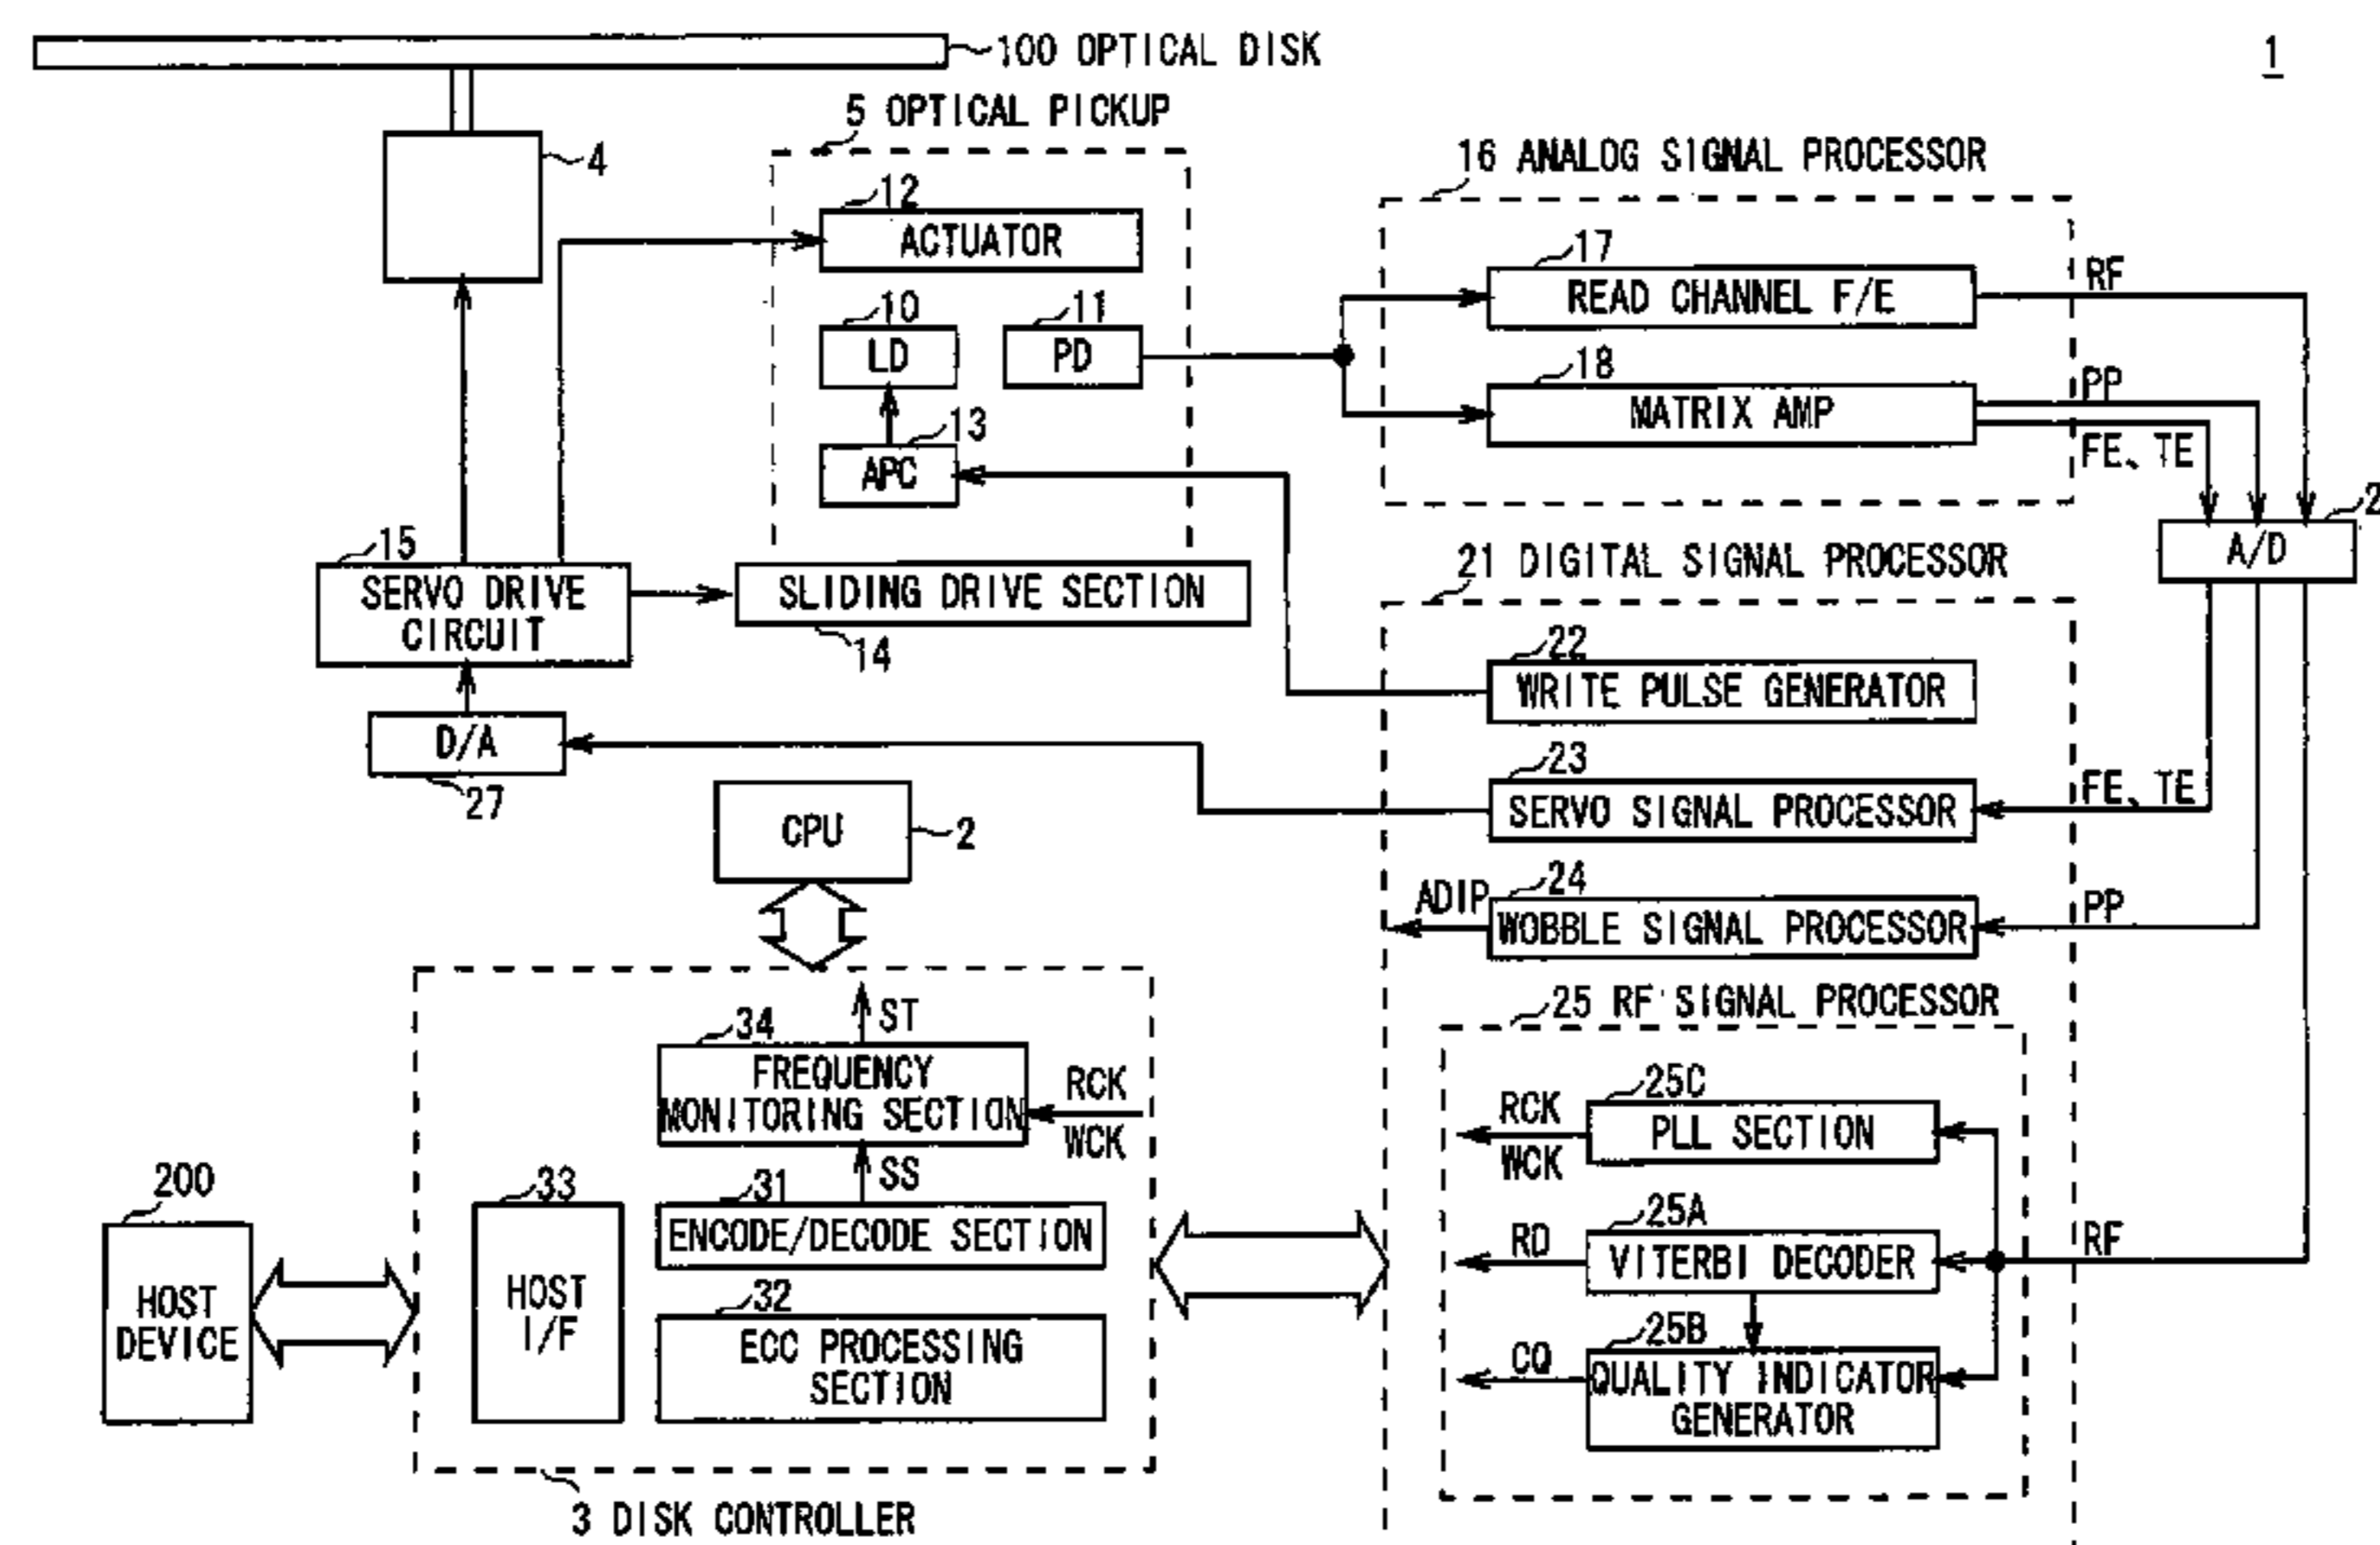 100 OPTICAL DISK
1
5 OPTICAL PICKUP
4
16 ANALOG SIGNAL PROCESSOR
12
ACTUATOR
17
READ CHANNEL F/E
RF
10
LD
11
PD
18
MATRIX AMP
PP
FE、TE
13
APC
2
A/D
15
SERVO DRIVE
CIRCUIT
SLIDING DRIVE SECTION
14
21 DIGITAL SIGNAL PROCESSOR
22
WRITE PULSE GENERATOR
D/A
27
23
SERVO SIGNAL PROCESSOR
FE、TE
CPU
2
24
ADIP
WOBBLE SIGNAL PROCESSOR
PP
25 RF SIGNAL PROCESSOR
ST
34
FREQUENCY
MONITORING SECTION
RCK
WCK
SS
25C
RCK
WCK
PLL SECTION
200
HOST
DEVICE
33
HOST
I/F
31
ENCODE/DECODE SECTION
32
ECC PROCESSING
SECTION
25A
RD
VITERBI DECODER
RF
25B
CQ
QUALITY INDICATOR
GENERATOR
3 DISK CONTROLLER